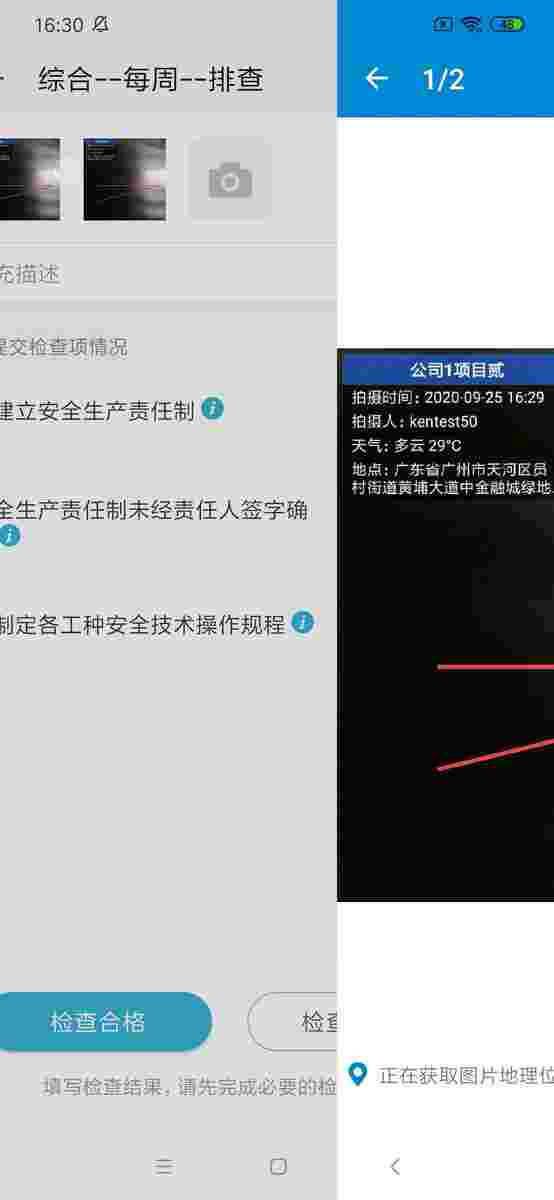 16:30
48
综合--每周--排查
1/2
充描述
提交检查项情况
建立安全生产责任制
全生产责任制未经责任人签字确
制定各工种安全技术操作规程
公司1项目贰
拍摄时间：2020-09-25 16:29
拍摄人：kentest50
天气：多云 29°C
地点：广东省广州市天河区员
村街道黄埔大道中金融城绿地
检查合格
检查
填写检查结果，请先完成必要的检
正在获取图片地理位